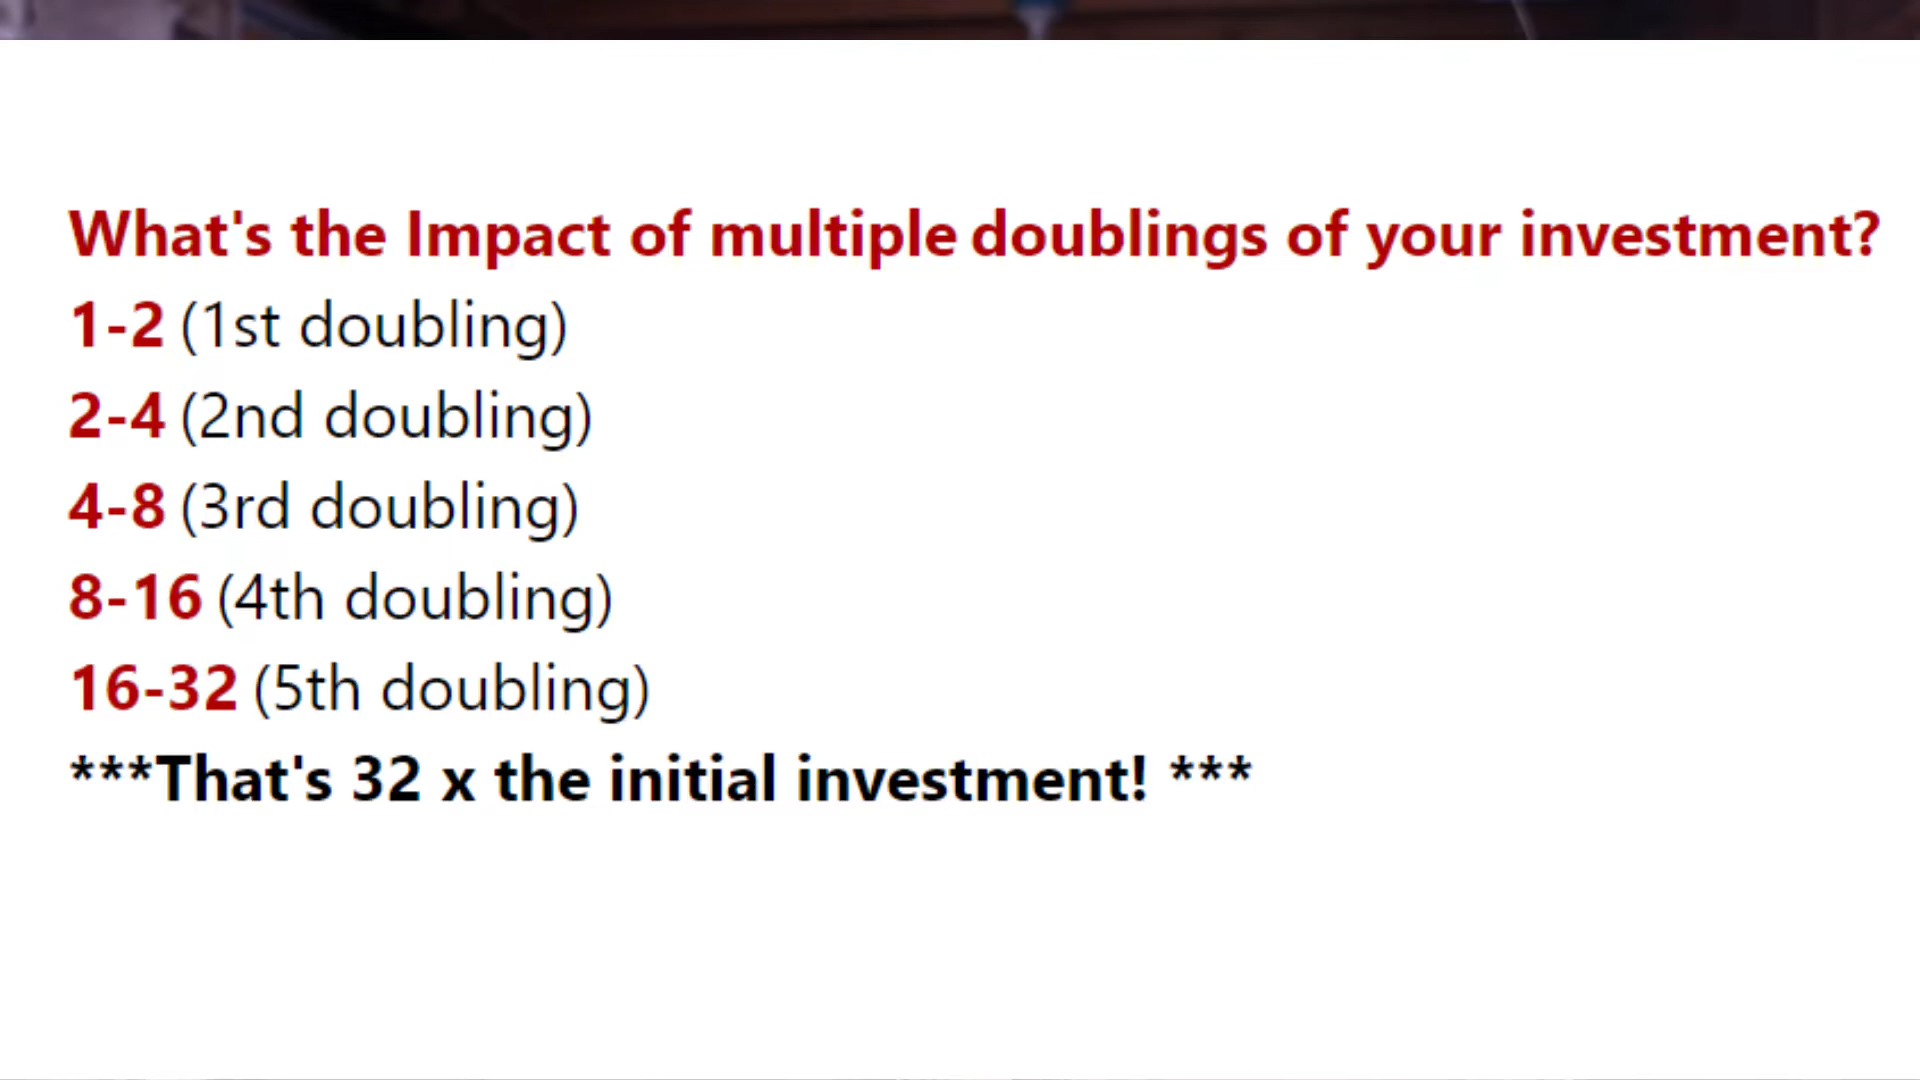 What's the Impact of multiple doublings of your investment?
1-2 (1st doubling)
2-4 (2nd doubling)
4-8 (3rd doubling)
8-16 (4th doubling)
16-32 (5th doubling)
***That's 32 x the initial investment! ***